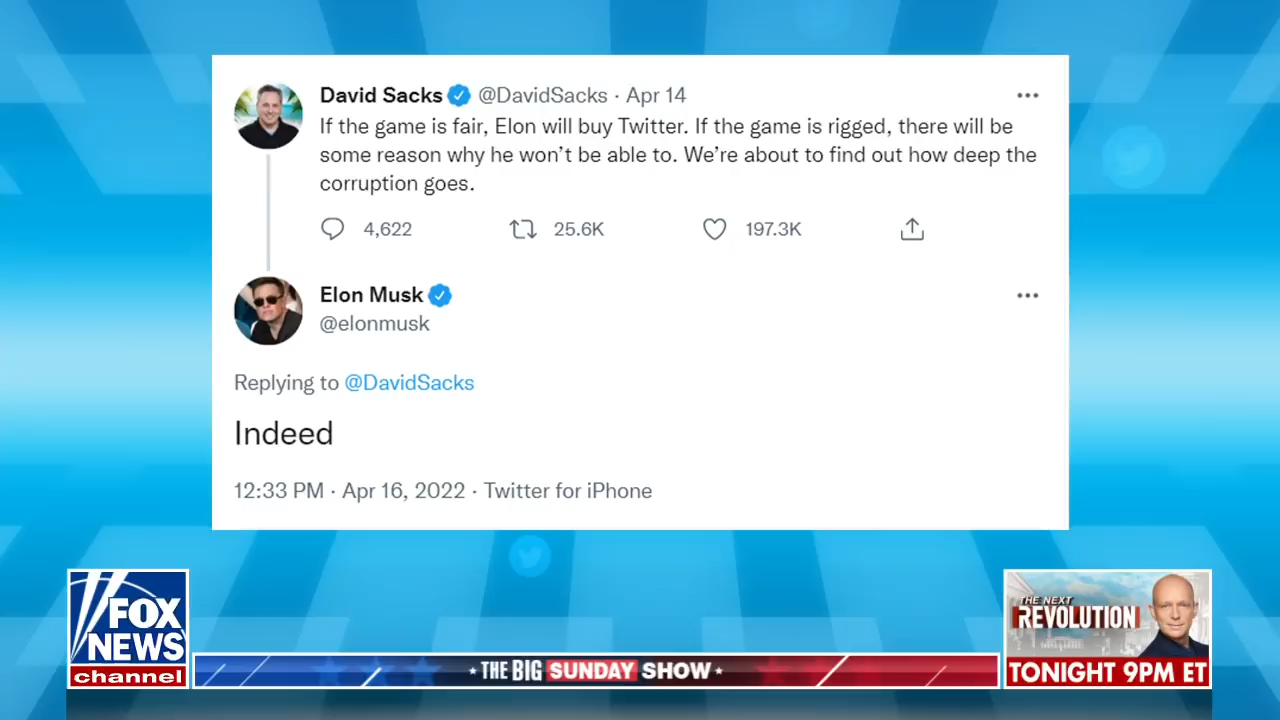 David Sacks @DavidSacks · Apr 14
If the game is fair, Elon will buy Twitter. If the game is rigged, there will be
some reason why he won’t be able to. We’re about to find out how deep the
corruption goes.
4,622 25.6K 197.3K
Elon Musk
@elonmusk
Replying to @DavidSacks
Indeed
12:33 PM · Apr 16, 2022 · Twitter for iPhone
FOX
NEWS
channel
THE BIG SUNDAY SHOW
THE NEXT
REVOLUTION
TONIGHT 9PM ET